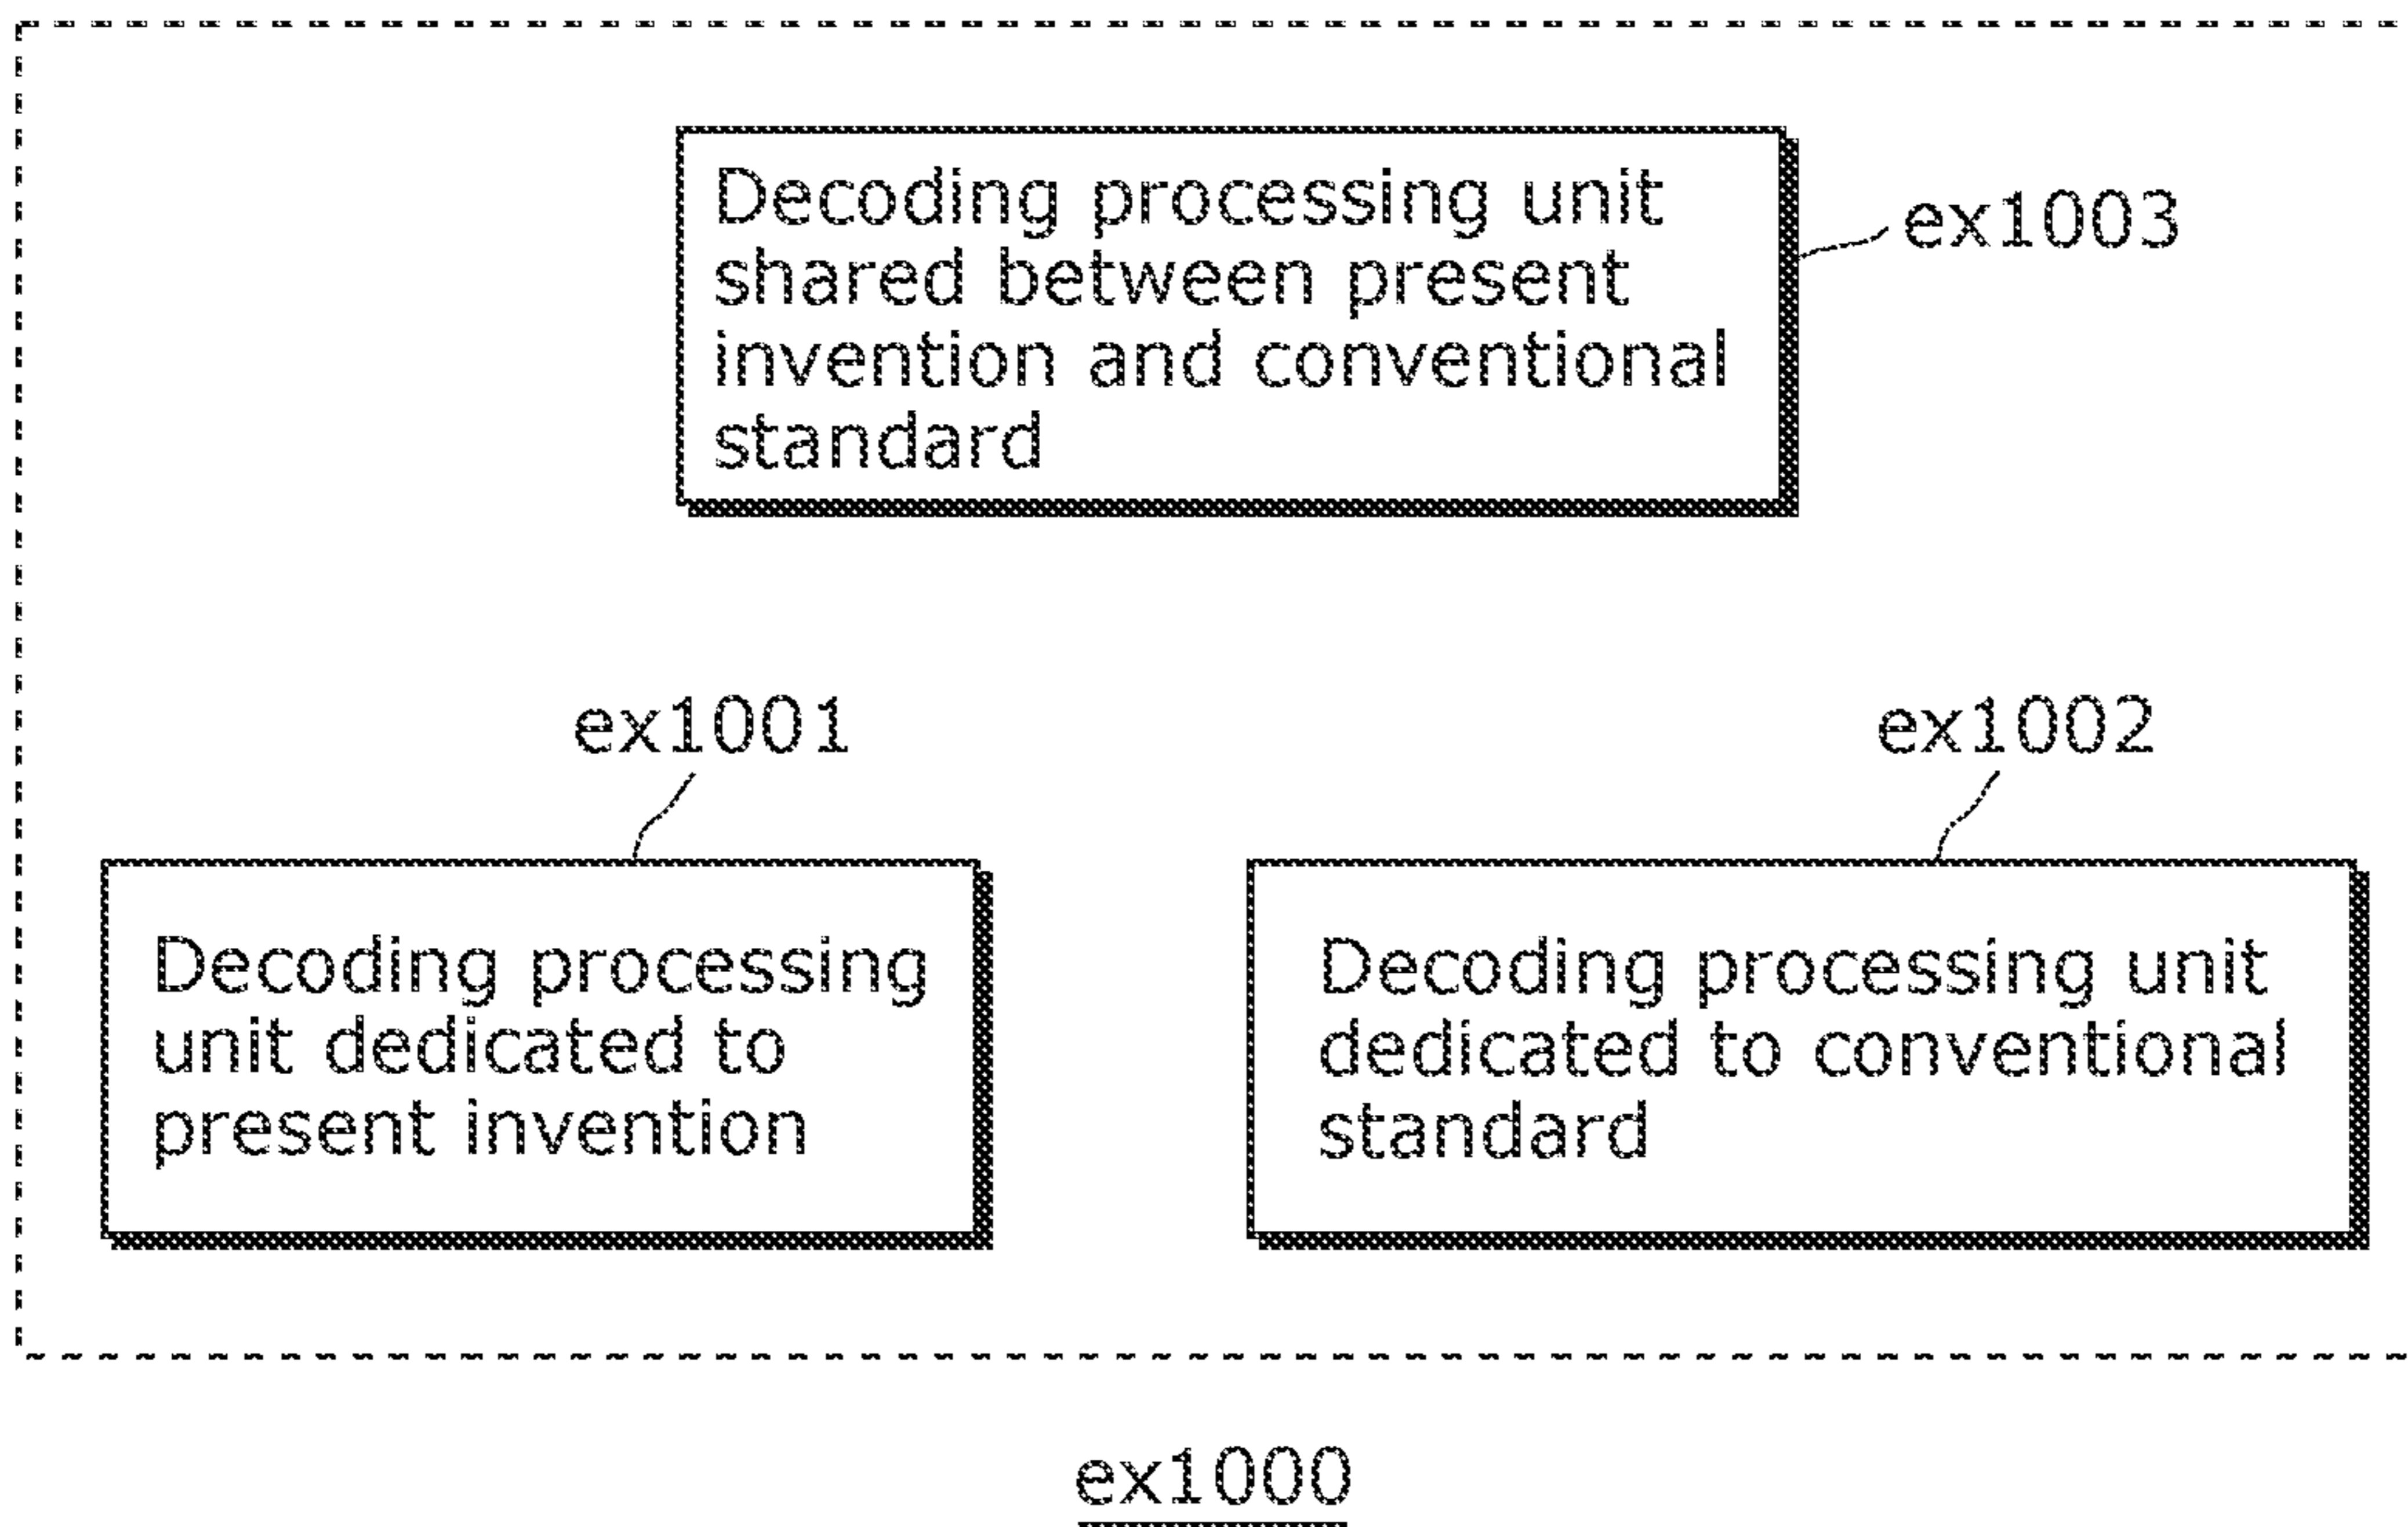 Decoding processing unit
shared between present
invention and conventional
standard
ex1003
ex1001
ex1002
Decoding processing
unit dedicated to
present invention
Decoding processing unit
dedicated to conventional
standard
ex1000